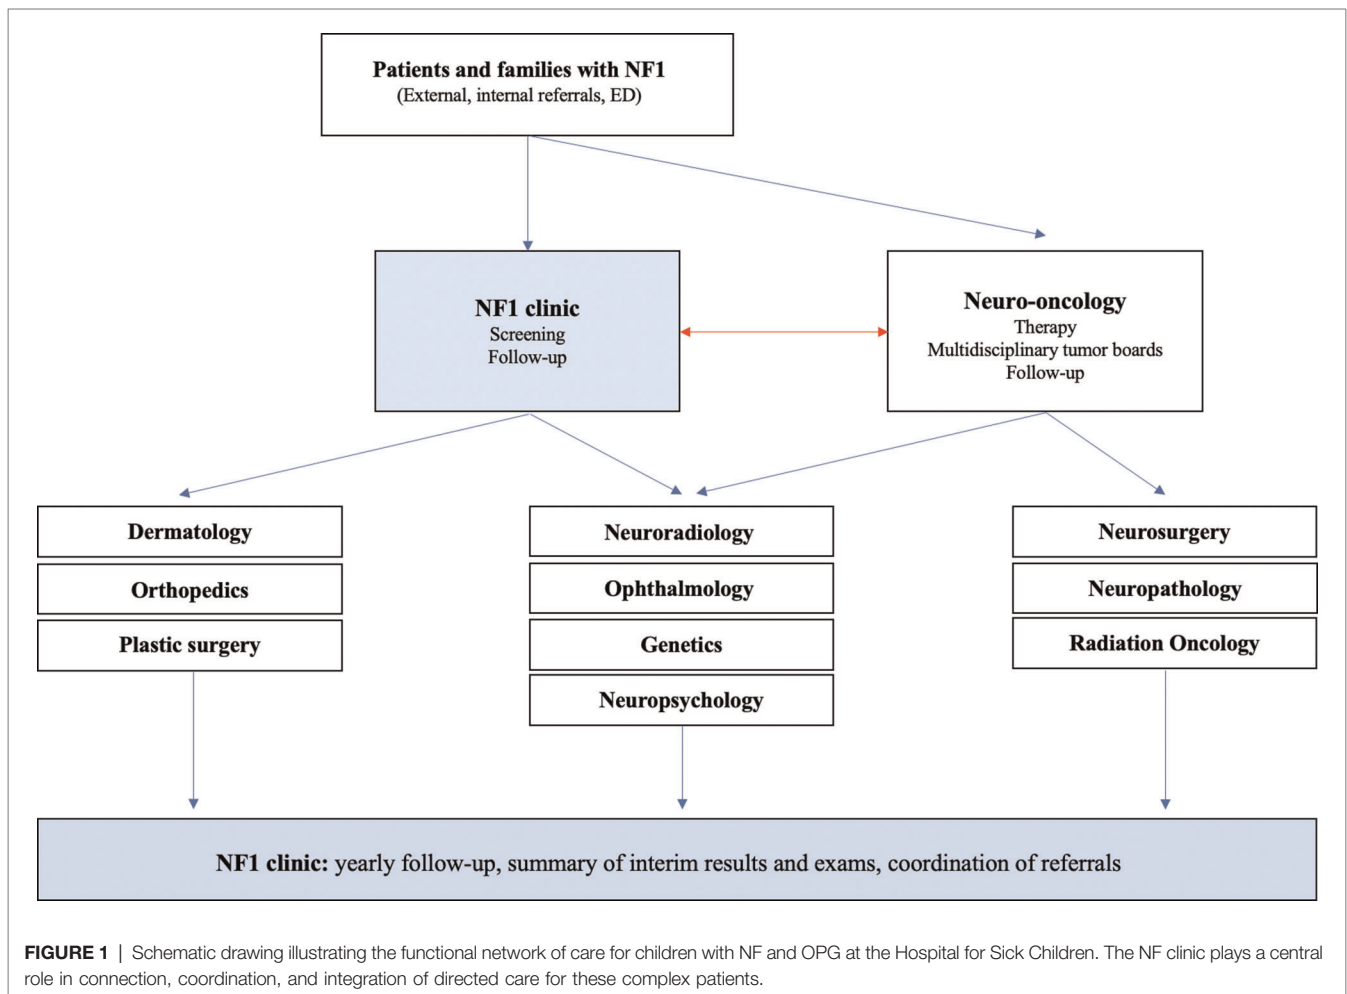 Patients and families with NF1
(External, internal referrals, ED)
NF1 clinic
Screening
Follow-up
Neuro-oncology
Therapy
Multidisciplinary tumor boards
Follow-up
Dermatology
Orthopedics
Plastic surgery
Neuroradiology
Ophthalmology
Genetics
Neuropsychology
Neurosurgery
Neuropathology
Radiation Oncology
NF1 clinic: yearly follow-up, summary of interim results and exams, coordination of referrals
FIGURE 1 | Schematic drawing illustrating the functional network of care for children with NF and OPG at the Hospital for Sick Children. The NF clinic plays a central
role in connection, coordination, and integration of directed care for these complex patients.